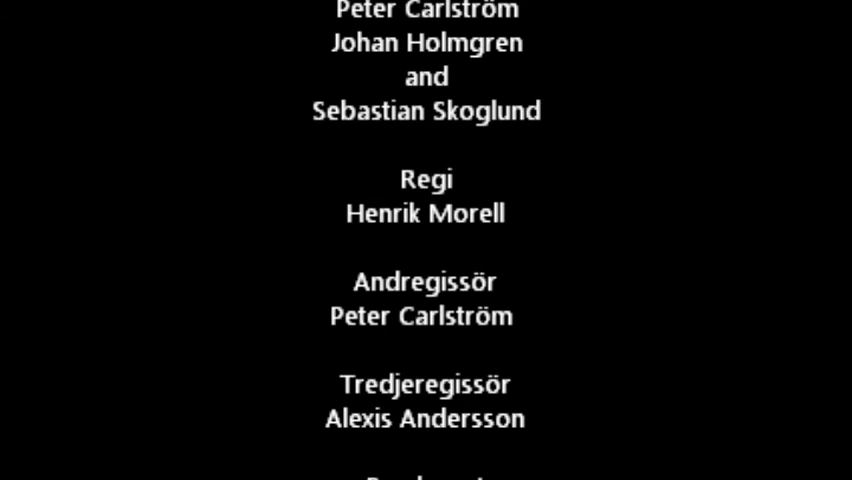 Peter Carlström
Johan Holmgren
and
Sebastian Skoglund
Regi
Henrik Morell
Andregissör
Peter Carlström
Tredjeregissör
Alexis Andersson